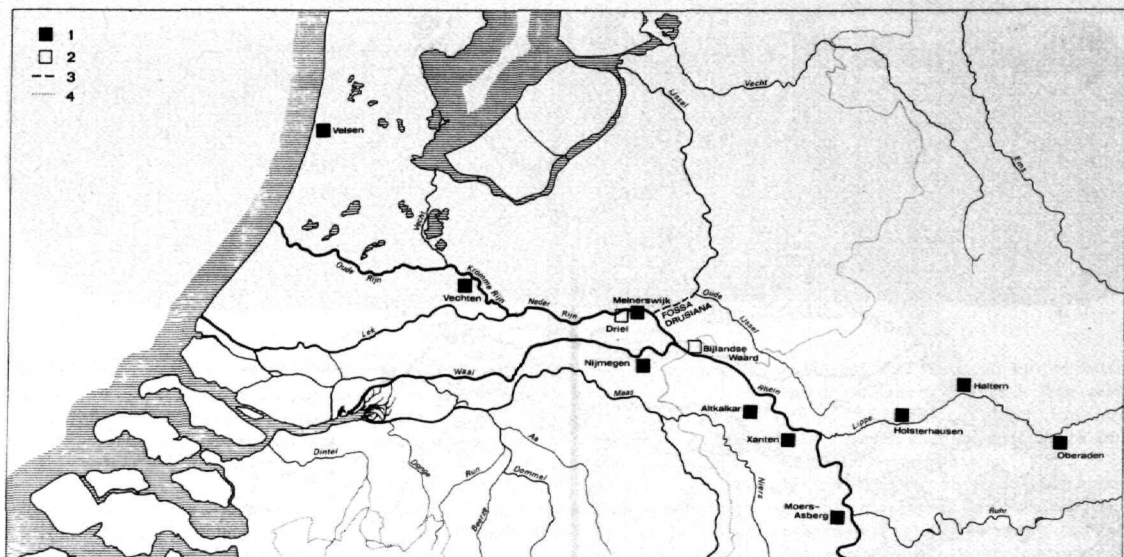 1
2
3
4
Velsen
Vecht
IJssel
Vecht
Ems
Oude Rijn
Kromme Rijn
Vechten
Neder Rijn
Meinerswijk
Driel
FOSSA
DRUSIANA
Oude IJssel
Lek
Waal
Nijmegen
Bijlandse
Waard
Rhein
Maas
Altkalkar
Xanten
Lippe
Haltern
Holsterhausen
Oberaden
Aa
Dintel
Donge
Run
Dommel
Beerze
Niers
Moers-
Asberg
Ruhr